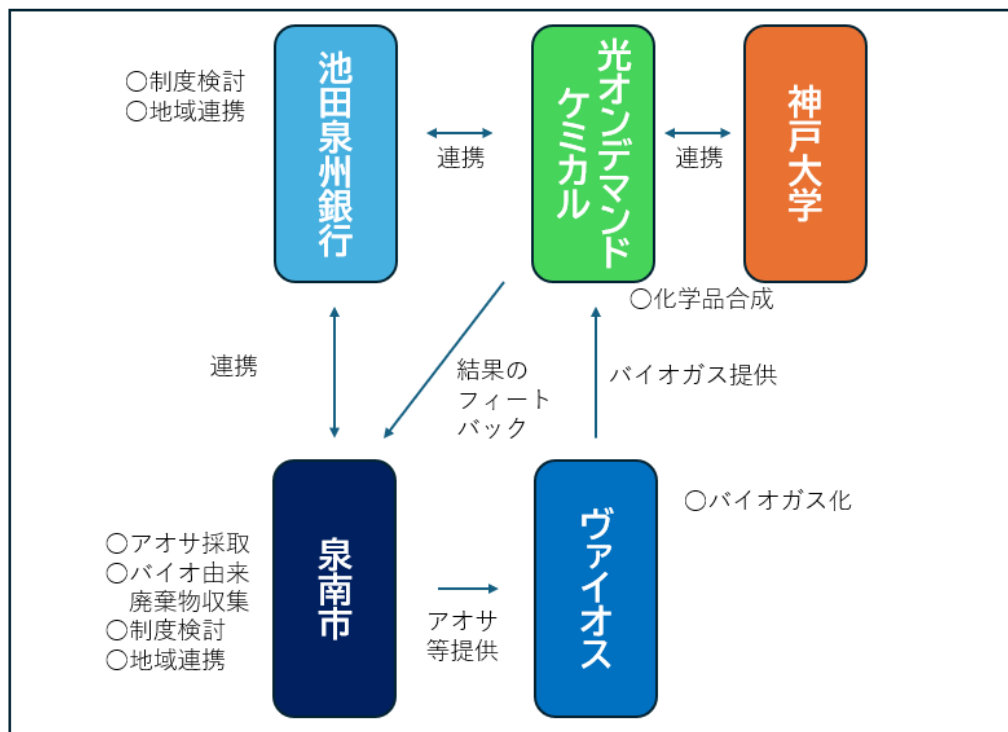 ○制度検討
○地域連携
池田泉州銀行
連携
光オンデマンド
ケミカル
連携
神戸大学
○化学品合成
連携
結果の
フィート
バック
バイオガス提供
○アオサ採取
○バイオ由来
廃棄物収集
○制度検討
○地域連携
泉南市
アオサ
等提供
ヴァイオス
○バイオガス化